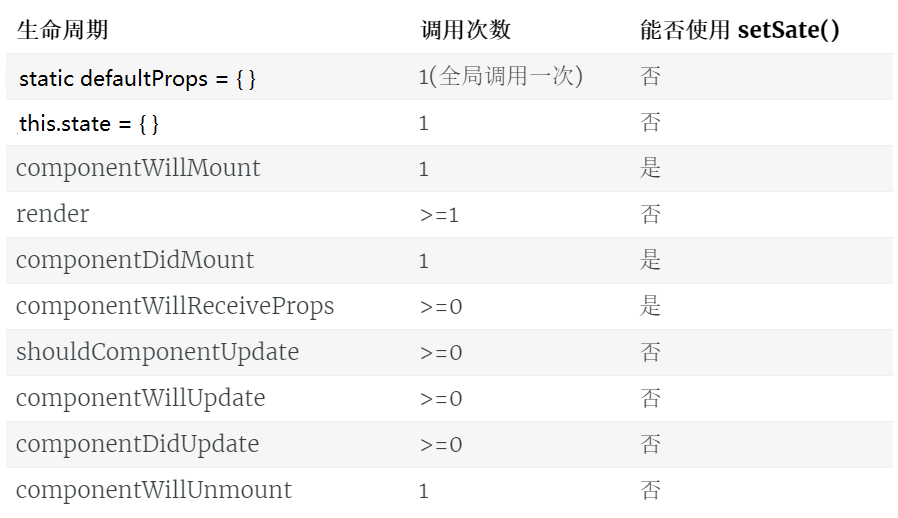 生命周期 调用次数 能否使用 setSate()
static defaultProps = {} 1(全局调用一次) 否
this.state = {} 1 否
componentWillMount 1 是
render >=1 否
componentDidMount 1 是
componentWillReceiveProps >=0 是
shouldComponentUpdate >=0 否
componentWillUpdate >=0 否
componentDidUpdate >=0 否
componentWillUnmount 1 否